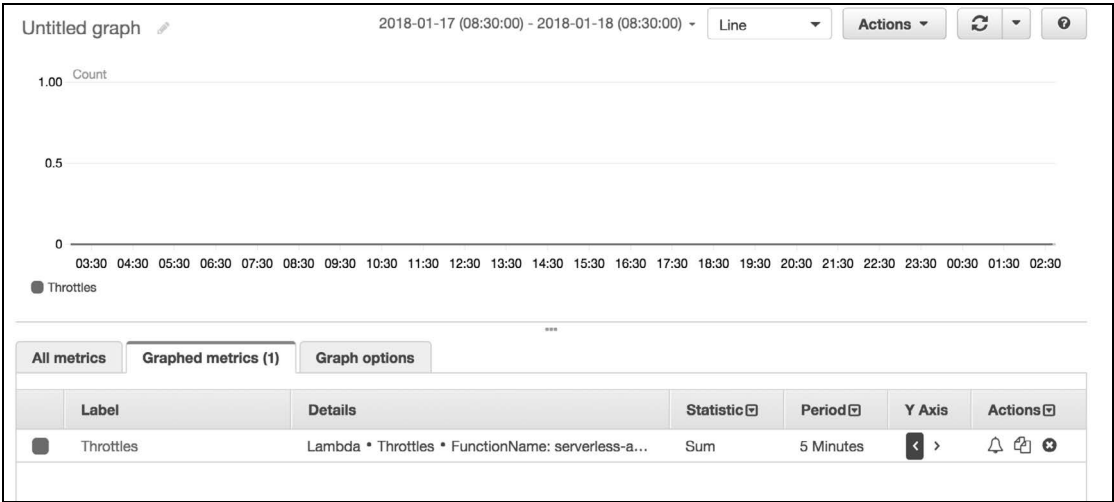 Untitled graph 2018-01-17 (08:30:00) - 2018-01-18 (08:30:00) Line Actions
Count
1.00
0.5
0
03:30 04:30 05:30 06:30 07:30 08:30 09:30 10:30 11:30 12:30 13:30 14:30 15:30 16:30 17:30 18:30 19:30 20:30 21:30 22:30 23:30 00:30 01:30 02:30
Throttles
All metrics Graphed metrics (1) Graph options
Label Details Statistic Period Y Axis Actions
Throttles Lambda • Throttles • FunctionName: serverless-a... Sum 5 Minutes < >